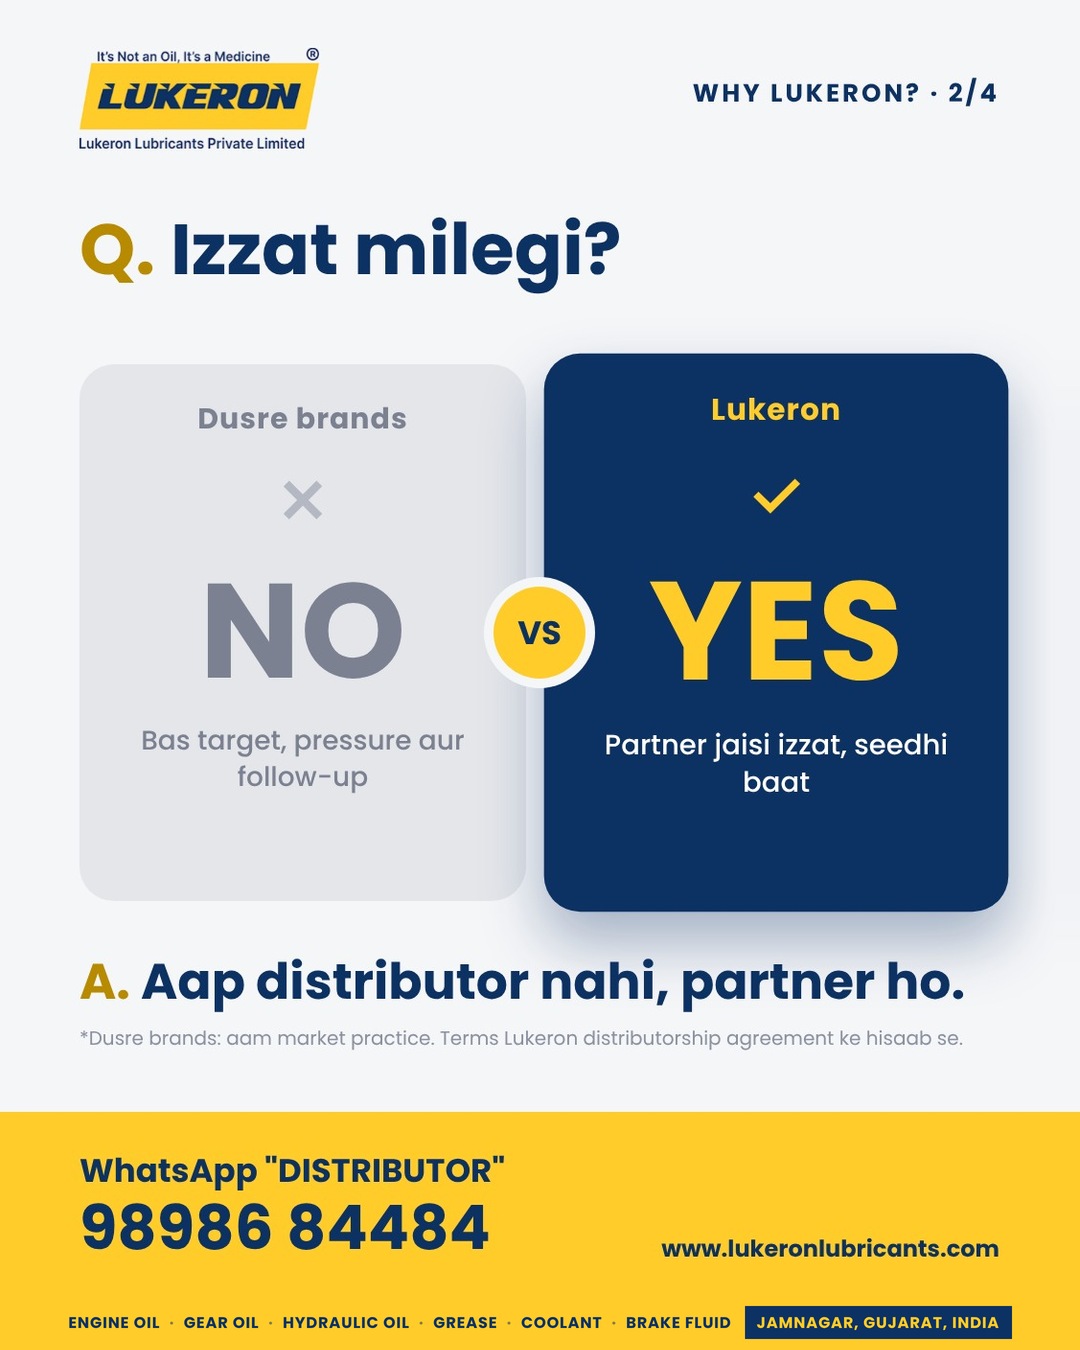 It's Not an Oil, It's a Medicine ®
LUKERON
Lukeron Lubricants Private Limited
WHY LUKERON? · 2/4
Q. Izzat milegi?
Dusre brands
NO
Bas target, pressure aur
follow-up
VS
Lukeron
YES
Partner jaisi izzat, seedhi
baat
A. Aap distributor nahi, partner ho.
*Dusre brands: aam market practice. Terms Lukeron distributorship agreement ke hisaab se.
WhatsApp "DISTRIBUTOR"
98986 84484
www.lukeronlubricants.com
ENGINE OIL · GEAR OIL · HYDRAULIC OIL · GREASE · COOLANT · BRAKE FLUID JAMNAGAR, GUJARAT, INDIA